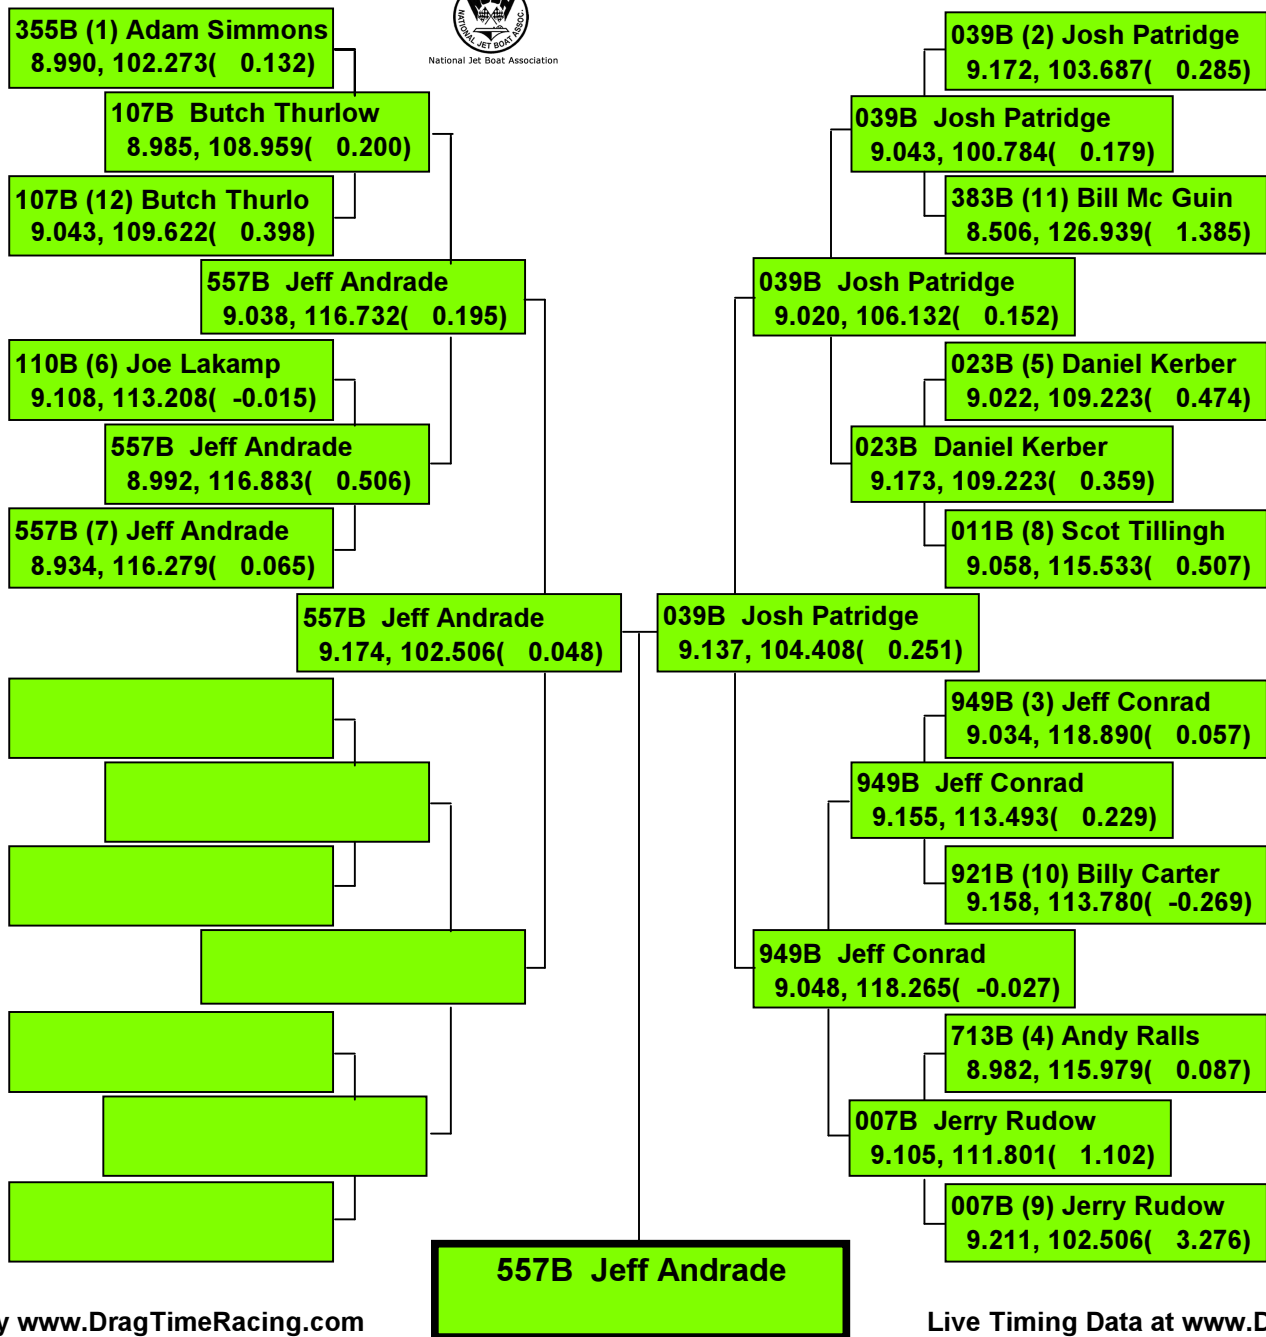 NATIONAL JET BOAT ASSOC.
National Jet Boat Association
355B (1) Adam Simmons
8.990, 102.273( 0.132)
107B Butch Thurlow
8.985, 108.959( 0.200)
107B (12) Butch Thurlo
9.043, 109.622( 0.398)
557B Jeff Andrade
9.038, 116.732( 0.195)
110B (6) Joe Lakamp
9.108, 113.208( -0.015)
557B Jeff Andrade
8.992, 116.883( 0.506)
557B (7) Jeff Andrade
8.934, 116.279( 0.065)
557B Jeff Andrade
9.174, 102.506( 0.048)
039B (2) Josh Patridge
9.172, 103.687( 0.285)
039B Josh Patridge
9.043, 100.784( 0.179)
383B (11) Bill Mc Guin
8.506, 126.939( 1.385)
039B Josh Patridge
9.020, 106.132( 0.152)
023B (5) Daniel Kerber
9.022, 109.223( 0.474)
023B Daniel Kerber
9.173, 109.223( 0.359)
011B (8) Scot Tillingh
9.058, 115.533( 0.507)
039B Josh Patridge
9.137, 104.408( 0.251)
949B (3) Jeff Conrad
9.034, 118.890( 0.057)
949B Jeff Conrad
9.155, 113.493( 0.229)
921B (10) Billy Carter
9.158, 113.780( -0.269)
949B Jeff Conrad
9.048, 118.265( -0.027)
713B (4) Andy Ralls
8.982, 115.979( 0.087)
007B Jerry Rudow
9.105, 111.801( 1.102)
007B (9) Jerry Rudow
9.211, 102.506( 3.276)
557B Jeff Andrade
y www.DragTimeRacing.com
Live Timing Data at www.D